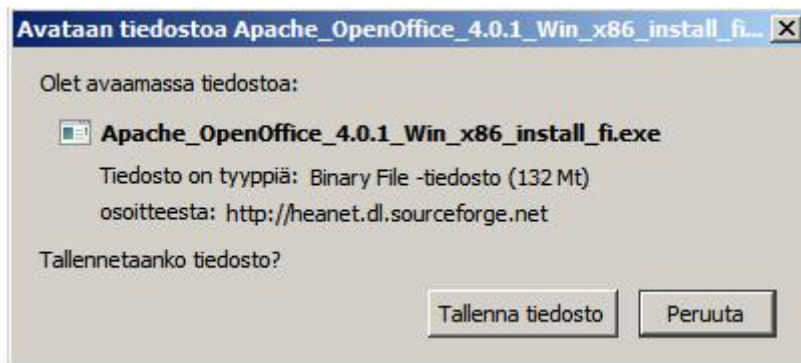 Avataan tiedostoa Apache_OpenOffice_4.0.1_Win_x86_install_fi...
Olet avaamassa tiedostoa:
Apache_OpenOffice_4.0.1_Win_x86_install_fi.exe
Tiedosto on tyyppiä: Binary File -tiedosto (132 Mt)
osoitteesta: http://heanet.dl.sourceforge.net
Tallennetaanko tiedosto?
Tallenna tiedosto Peruuta